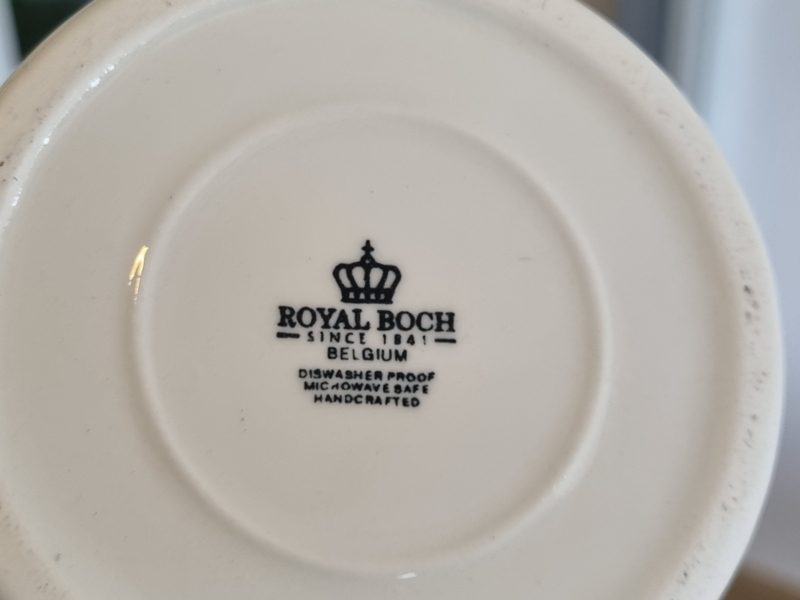 ROYAL BOCH
SINCE 1841
BELGIUM
DISWASHER PROOF
MICROWAVE SAFE
HANDCRAFTED